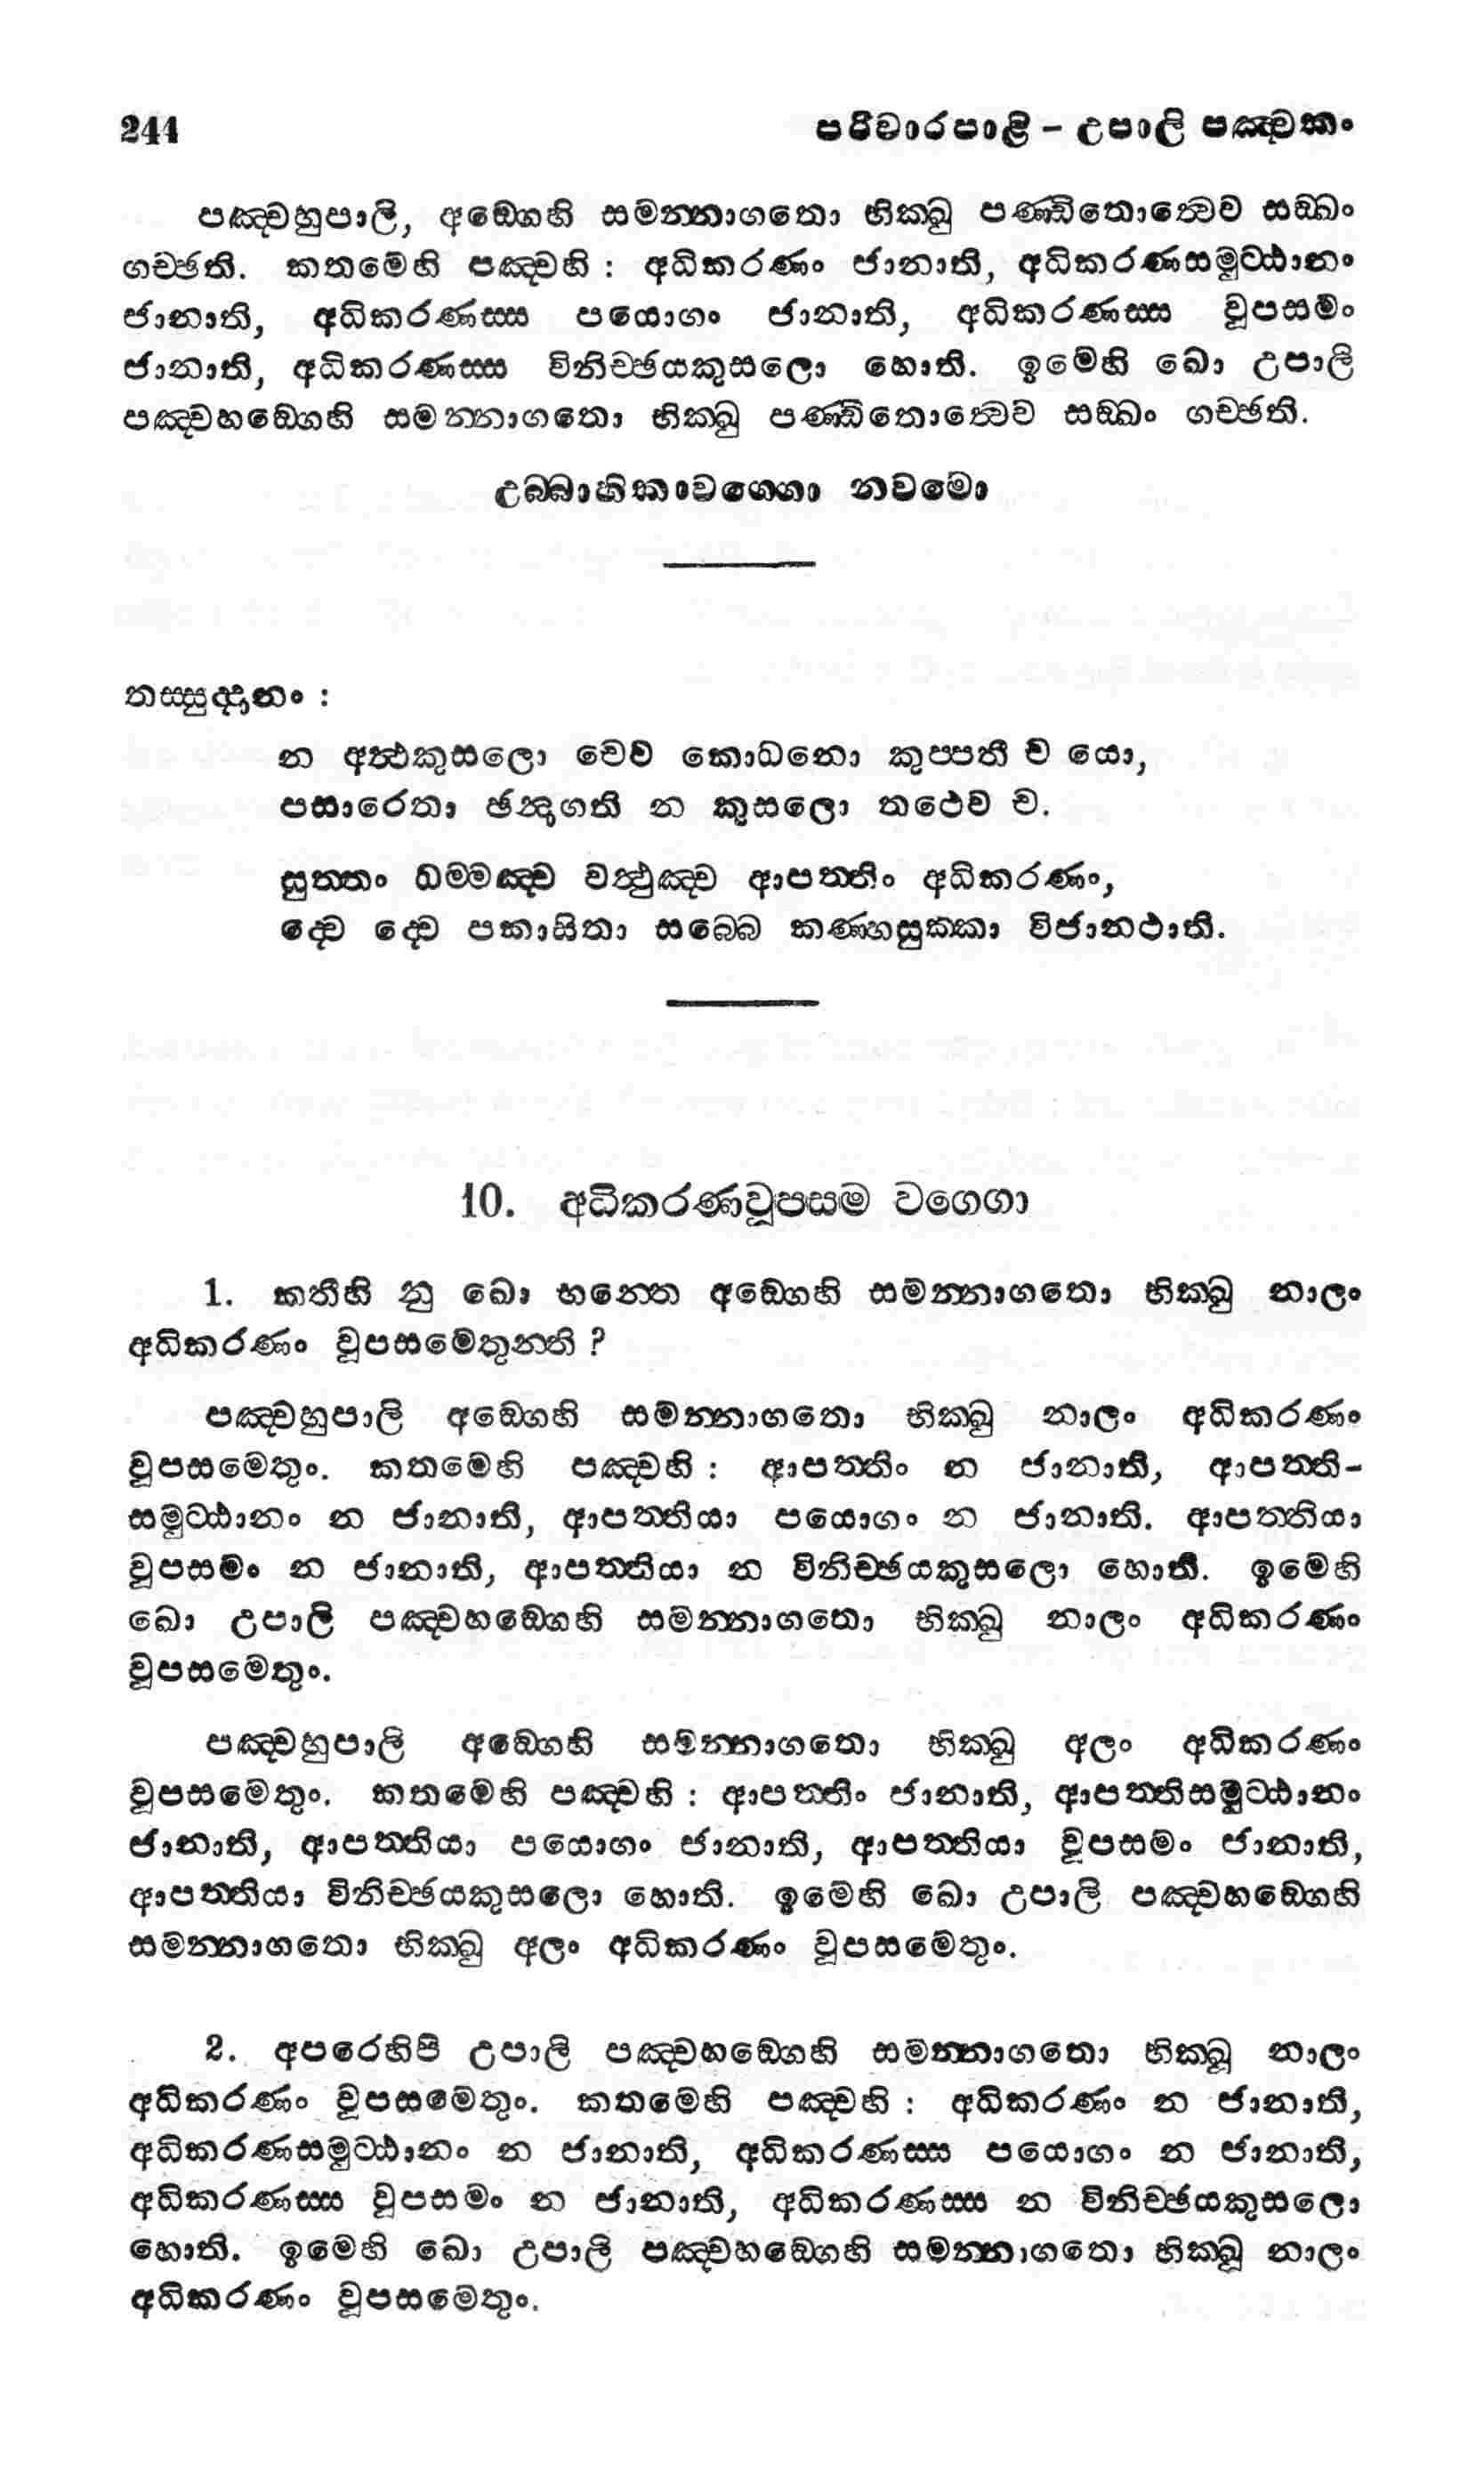 244 පරිවාරපාළි - උපාලි පඤ්චකං
පඤ්චහුපාලි, අඞ්ගෙහි සමන්නාගතො භික්ඛු පණ්ඩිතොත්වෙව සඞ්ඛං
ගච්ඡති. කතමෙහි පඤ්චහි : අධිකරණං ජානාති, අධිකරණසමුට්ඨානං
ජානාති, අධිකරණස්ස පයොගං ජානාති, අධිකරණස්ස වූපසමං
ජානාති, අධිකරණස්ස විනිච්ඡයකුසලො හොති. ඉමෙහි ඛො උපාලි
පඤ්චහඞ්ගෙහි සමන්නාගතො භික්ඛු පණ්ඩිතොත්වෙව සඞ්ඛං ගච්ඡති.
උබ්බාහිකාවග්ගො නවමො
තස්සුද්දානං :
න අත්ථකුසලො චෙව කොධනො කුප්පතී ච යො,
පසාරෙතා ඡන්දාගති න කුසලො තථෙව ච.
සුත්තං ධම්මඤ්ච වත්ථුඤ්ච ආපත්තිං අධිකරණං,
ද්වෙ ද්වෙ පකාසිතා සබ්බෙ කණ්හසුක්කා විජානථාති.
10. අධිකරණවූපසම වග්ගො
1. කතීහි නු ඛො භන්තෙ අඞ්ගෙහි සමන්නාගතො භික්ඛු නාලං
අධිකරණං වූපසමෙතුන්ති ?
පඤ්චහුපාලි අඞ්ගෙහි සමන්නාගතො භික්ඛු නාලං අධිකරණං
වූපසමෙතුං. කතමෙහි පඤ්චහි : ආපත්තිං න ජානාති, ආපත්ති-
සමුට්ඨානං න ජානාති, ආපත්තියා පයොගං න ජානාති. ආපත්තියා
වූපසමං න ජානාති, ආපත්තියා න විනිච්ඡයකුසලො හොති. ඉමෙහි
ඛො උපාලි පඤ්චහඞ්ගෙහි සමන්නාගතො භික්ඛු නාලං අධිකරණං
වූපසමෙතුං.
පඤ්චහුපාලි අඞ්ගෙහි සමන්නාගතො භික්ඛු අලං අධිකරණං
වූපසමෙතුං. කතමෙහි පඤ්චහි : ආපත්තිං ජානාති, ආපත්තිසමුට්ඨානං
ජානාති, ආපත්තියා පයොගං ජානාති, ආපත්තියා වූපසමං ජානාති,
ආපත්තියා විනිච්ඡයකුසලො හොති. ඉමෙහි ඛො උපාලි පඤ්චහඞ්ගෙහි
සමන්නාගතො භික්ඛු අලං අධිකරණං වූපසමෙතුං.
2. අපරෙහිපි උපාලි පඤ්චහඞ්ගෙහි සමන්නාගතො භික්ඛූ නාලං
අධිකරණං වූපසමෙතුං. කතමෙහි පඤ්චහි : අධිකරණං න ජානාති,
අධිකරණසමුට්ඨානං න ජානාති, අධිකරණස්ස පයොගං න ජානාති,
අධිකරණස්ස වූපසමං න ජානාති, අධිකරණස්ස න විනිච්ඡයකුසලො
හොති. ඉමෙහි ඛො උපාලි පඤ්චහඞ්ගෙහි සමන්නාගතො භික්ඛූ නාලං
අධිකරණං වූපසමෙතුං.